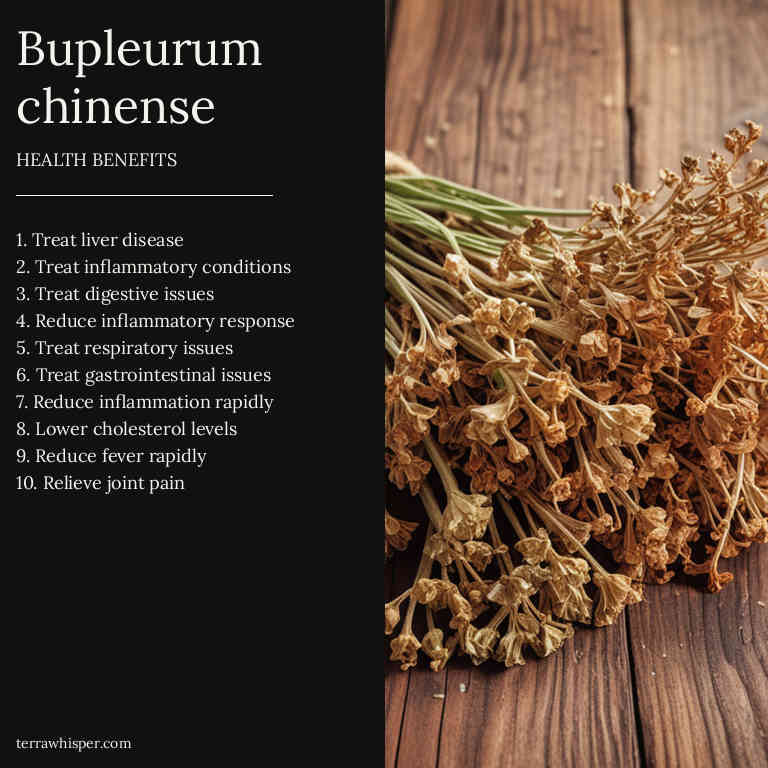 Bupleurum
chinense
HEALTH BENEFITS
1. Treat liver disease
2. Treat inflammatory conditions
3. Treat digestive issues
4. Reduce inflammatory response
5. Treat respiratory issues
6. Treat gastrointestinal issues
7. Reduce inflammation rapidly
8. Lower cholesterol levels
9. Reduce fever rapidly
10. Relieve joint pain
terrawhisper.com